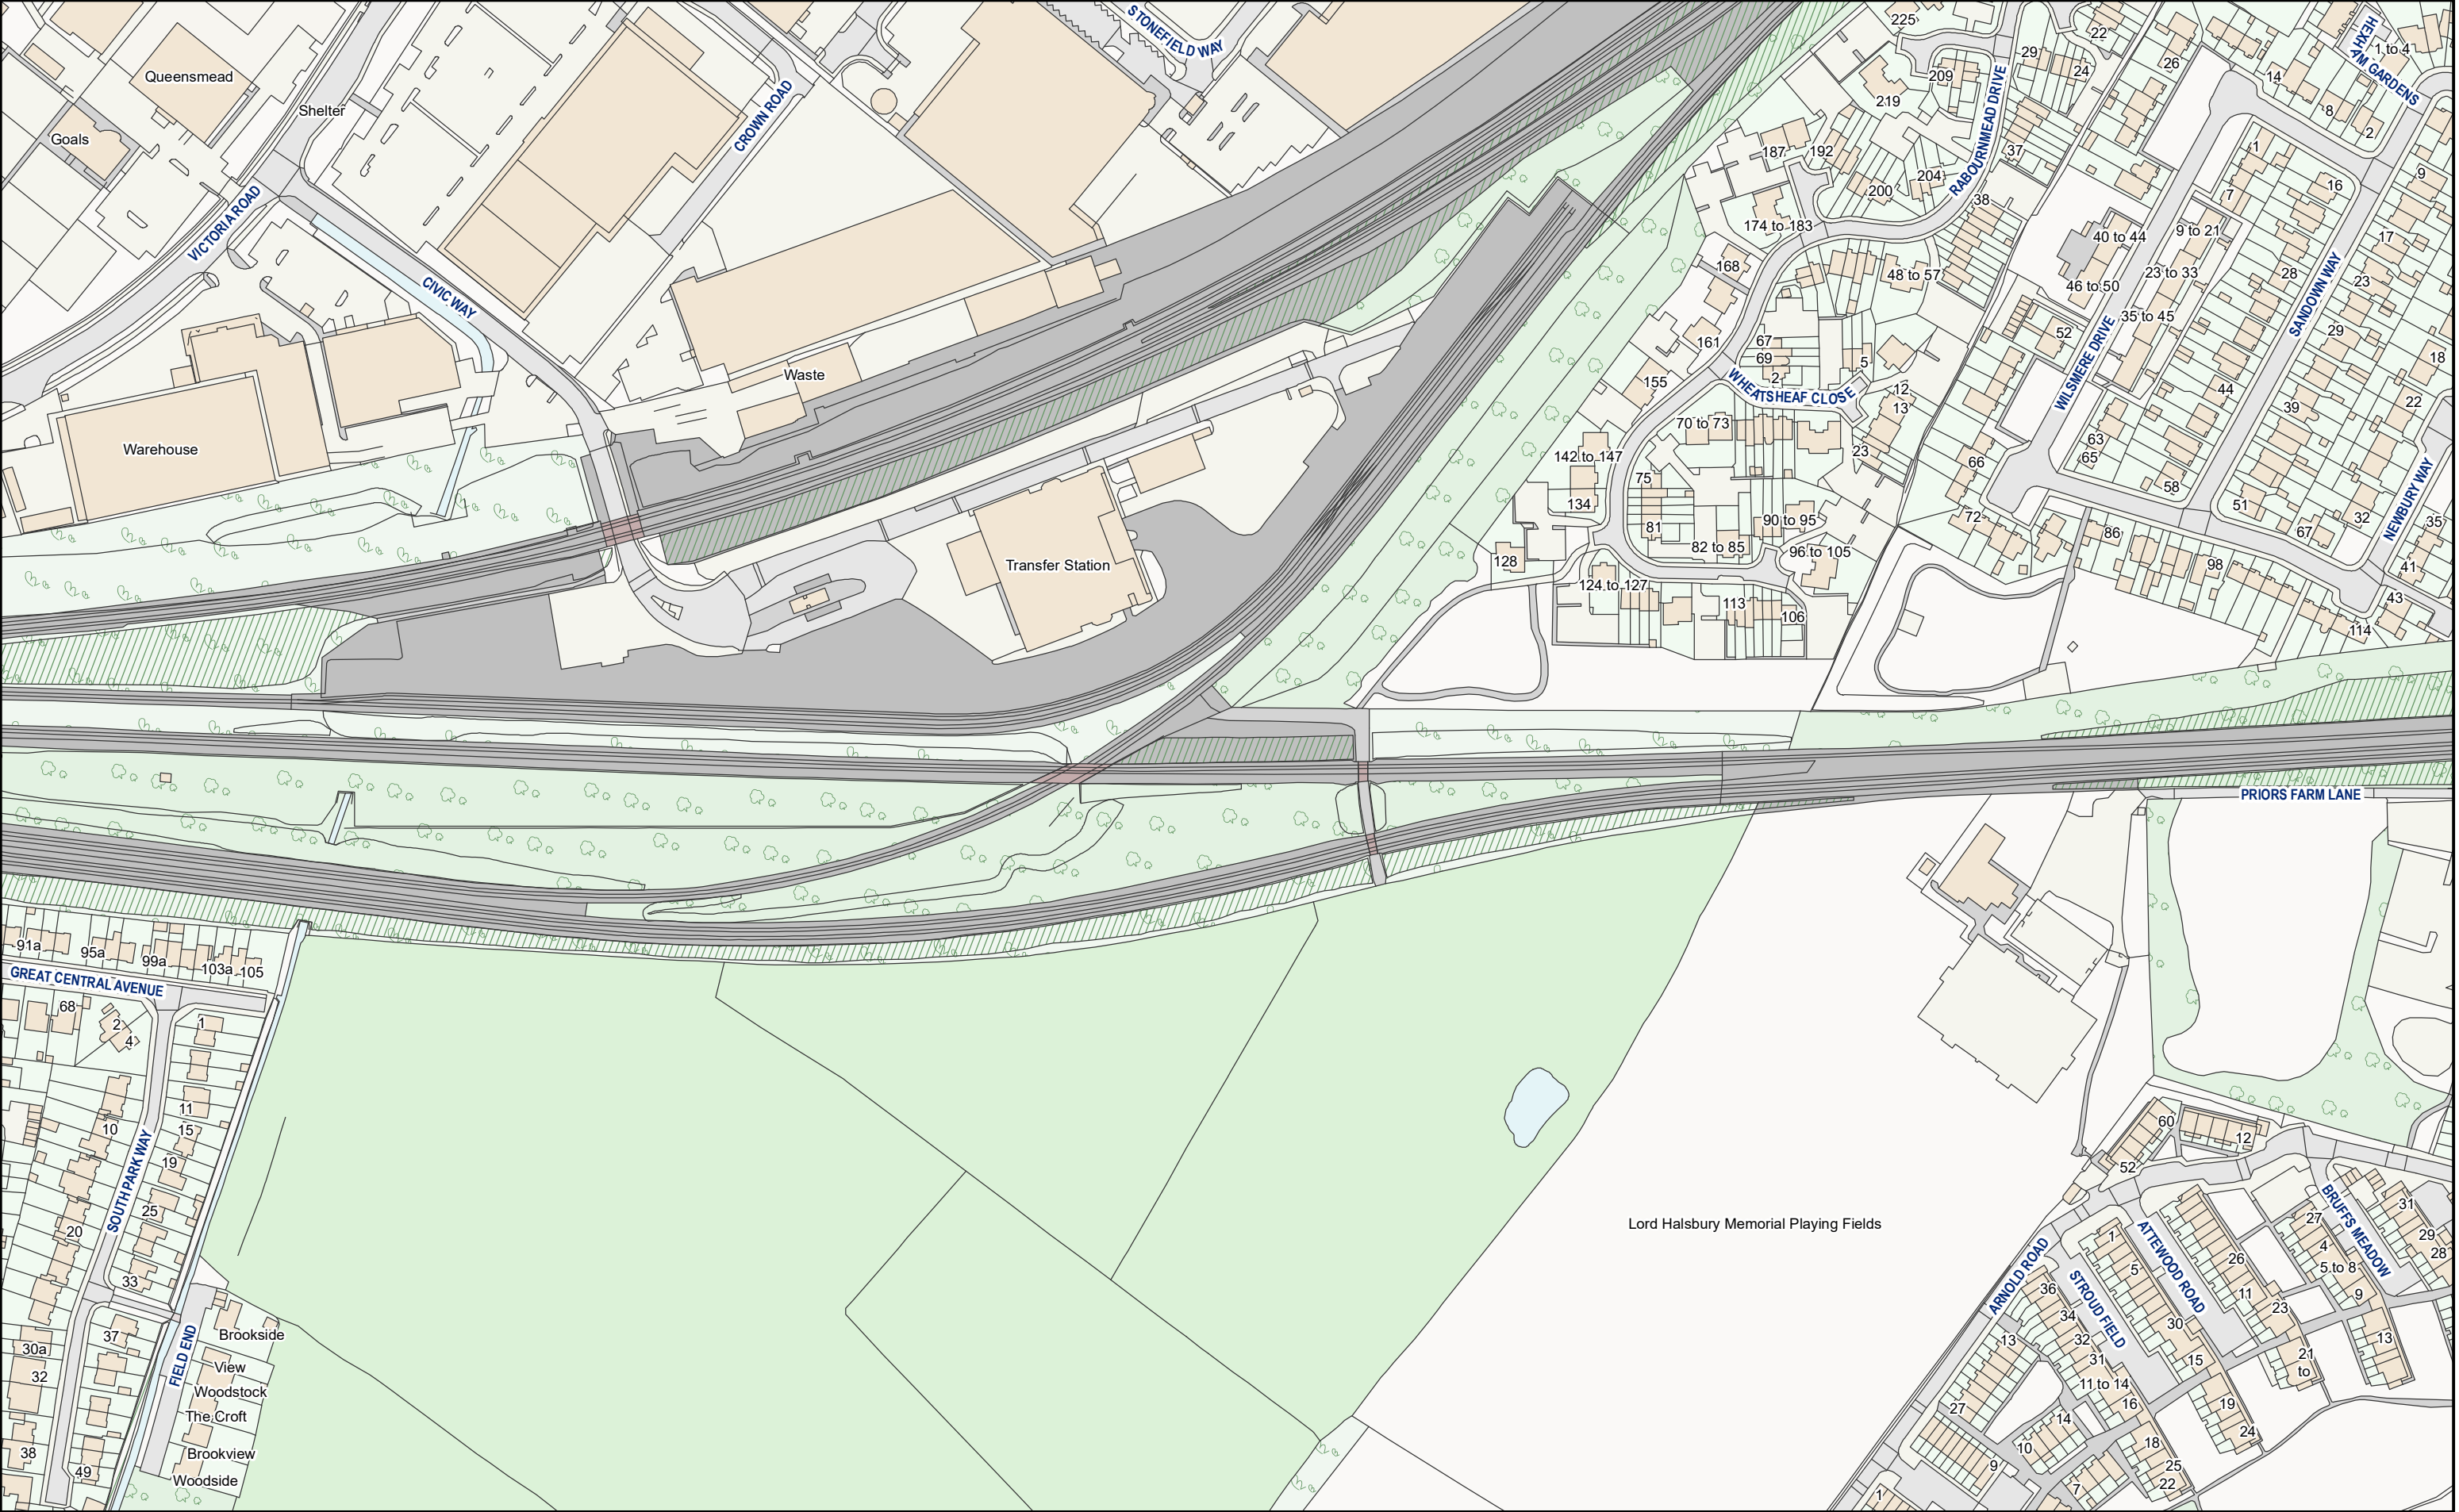 STONEFIELD WAY
HEXHAM GARDENS
1 to 4
225
22
29
26
24
14
8
2
209
219
RABOURNMEAD DRIVE
Queensmead
Shelter
Goals
CROWN ROAD
VICTORIA ROAD
CIVIC WAY
187
192
37
1
200
204
38
16
9
7
174 to 183
40 to 44
9 to 21
17
168
48 to 57
46 to 50
23 to 33
28
23
SANDOWN WAY
161
67
69
2
5
52
35 to 45
29
18
Waste
155
WHEATSHEAF CLOSE
12
13
WILSMERE DRIVE
44
39
22
70 to 73
23
63
65
Warehouse
142 to 147
75
66
58
NEWBURY WAY
134
81
90 to 95
72
51
67
32
35
86
82 to 85
96 to 105
128
Transfer Station
124 to 127
98
41
113
106
43
114
PRIORS FARM LANE
91a
95a
99a
103a
105
GREAT CENTRAL AVENUE
68
2
4
1
11
10
15
19
SOUTH PARK WAY
25
20
33
37
30a
32
38
49
FIELD END
Brookside
View
Woodstock
The Croft
Brookview
Woodside
Lord Halsbury Memorial Playing Fields
60
12
52
BRUFFS MEADOW
31
29
28
27
4
5 to 8
9
13
ATTEWOOD ROAD
26
11
23
21
to
ARNOLD ROAD
STROUD FIELD
1
5
30
15
36
34
32
31
11 to 14
16
19
24
13
27
14
10
9
18
25
22
7
1